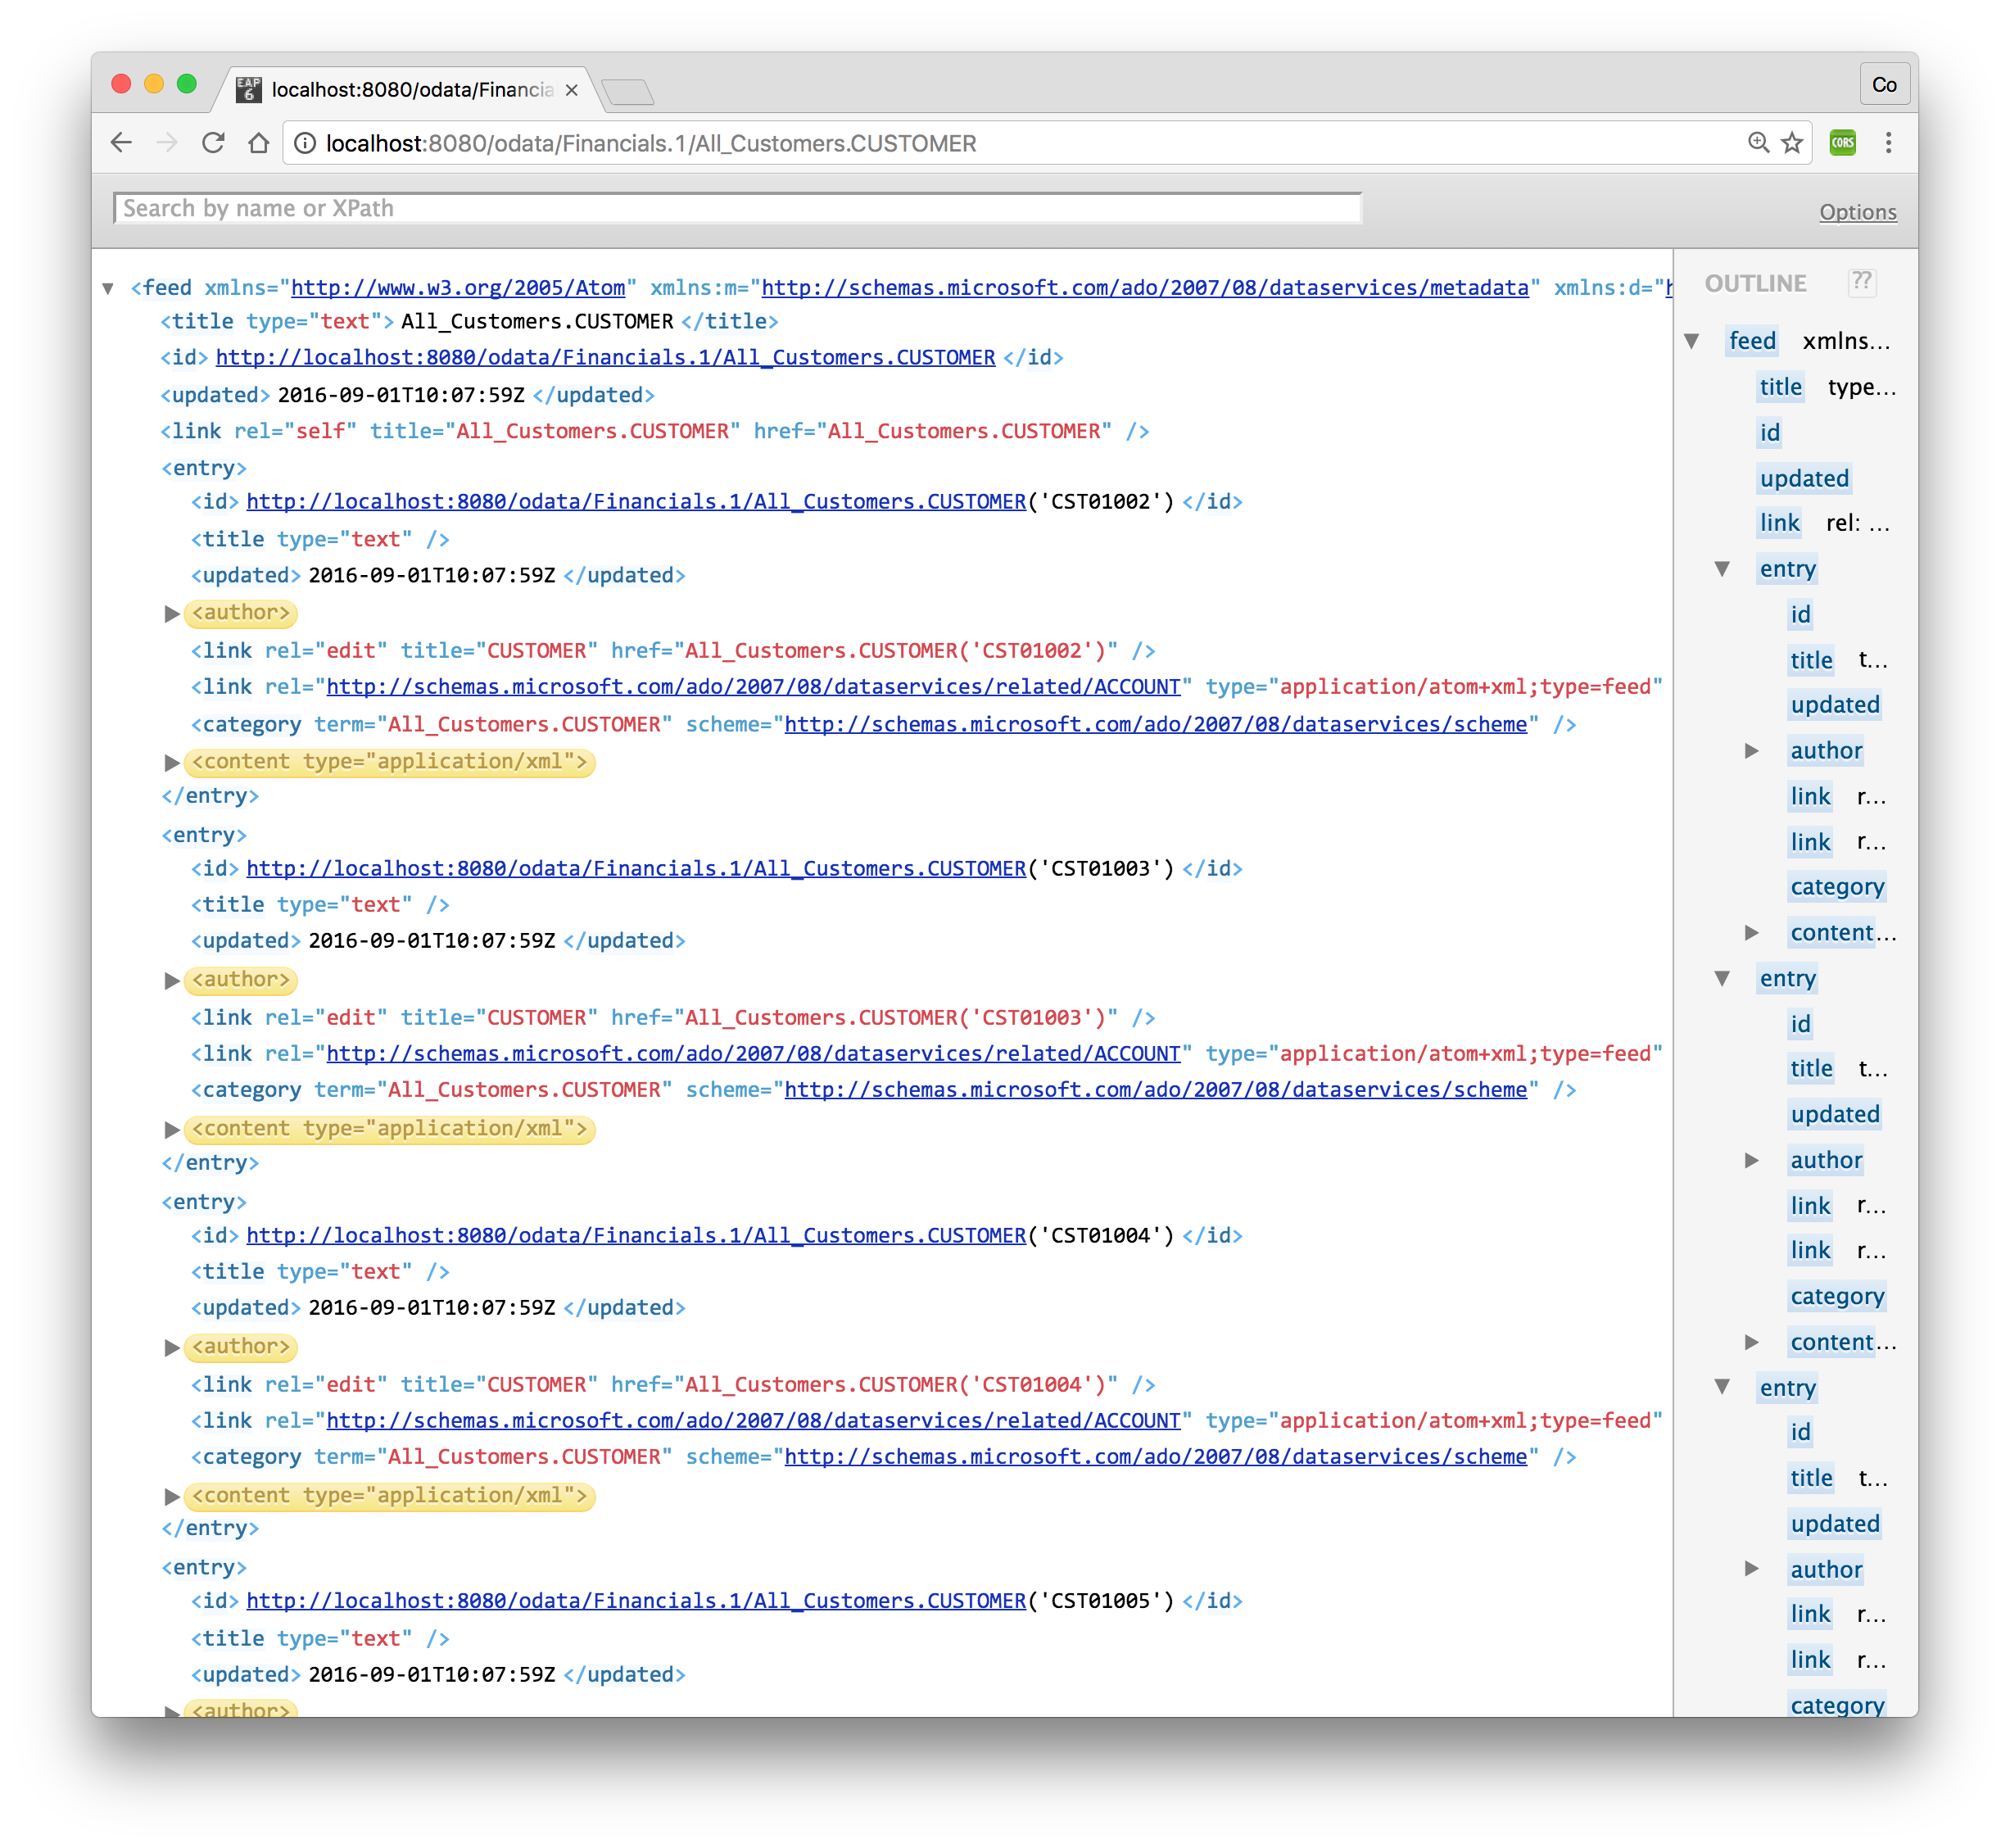 EAP 6
localhost:8080/odata/Financia
Co
localhost:8080/odata/Financials.1/All_Customers.CUSTOMER
CORS
Search by name or XPath
Options
<feed xmlns="http://www.w3.org/2005/Atom" xmlns:m="http://schemas.microsoft.com/ado/2007/08/dataservices/metadata" xmlns:d="h
<title type="text"> All_Customers.CUSTOMER </title>
<id> http://localhost:8080/odata/Financials.1/All_Customers.CUSTOMER </id>
<updated> 2016-09-01T10:07:59Z </updated>
<link rel="self" title="All_Customers.CUSTOMER" href="All_Customers.CUSTOMER" />
<entry>
<id> http://localhost:8080/odata/Financials.1/All_Customers.CUSTOMER('CST01002') </id>
<title type="text" />
<updated> 2016-09-01T10:07:59Z </updated>
<author>
<link rel="edit" title="CUSTOMER" href="All_Customers.CUSTOMER('CST01002')" />
<link rel="http://schemas.microsoft.com/ado/2007/08/dataservices/related/ACCOUNT" type="application/atom+xml;type=feed"
<category term="All_Customers.CUSTOMER" scheme="http://schemas.microsoft.com/ado/2007/08/dataservices/scheme" />
<content type="application/xml">
</entry>
<entry>
<id> http://localhost:8080/odata/Financials.1/All_Customers.CUSTOMER('CST01003') </id>
<title type="text" />
<updated> 2016-09-01T10:07:59Z </updated>
<author>
<link rel="edit" title="CUSTOMER" href="All_Customers.CUSTOMER('CST01003')" />
<link rel="http://schemas.microsoft.com/ado/2007/08/dataservices/related/ACCOUNT" type="application/atom+xml;type=feed"
<category term="All_Customers.CUSTOMER" scheme="http://schemas.microsoft.com/ado/2007/08/dataservices/scheme" />
<content type="application/xml">
</entry>
<entry>
<id> http://localhost:8080/odata/Financials.1/All_Customers.CUSTOMER('CST01004') </id>
<title type="text" />
<updated> 2016-09-01T10:07:59Z </updated>
<author>
<link rel="edit" title="CUSTOMER" href="All_Customers.CUSTOMER('CST01004')" />
<link rel="http://schemas.microsoft.com/ado/2007/08/dataservices/related/ACCOUNT" type="application/atom+xml;type=feed"
<category term="All_Customers.CUSTOMER" scheme="http://schemas.microsoft.com/ado/2007/08/dataservices/scheme" />
<content type="application/xml">
</entry>
<entry>
<id> http://localhost:8080/odata/Financials.1/All_Customers.CUSTOMER('CST01005') </id>
<title type="text" />
<updated> 2016-09-01T10:07:59Z </updated>
<author>
OUTLINE ??
feed xmlns...
title type...
id
updated
link rel: ...
entry
id
title t...
updated
author
link r...
link r...
category
content...
entry
id
title t...
updated
author
link r...
link r...
category
content...
entry
id
title t...
updated
author
link r...
link r...
category